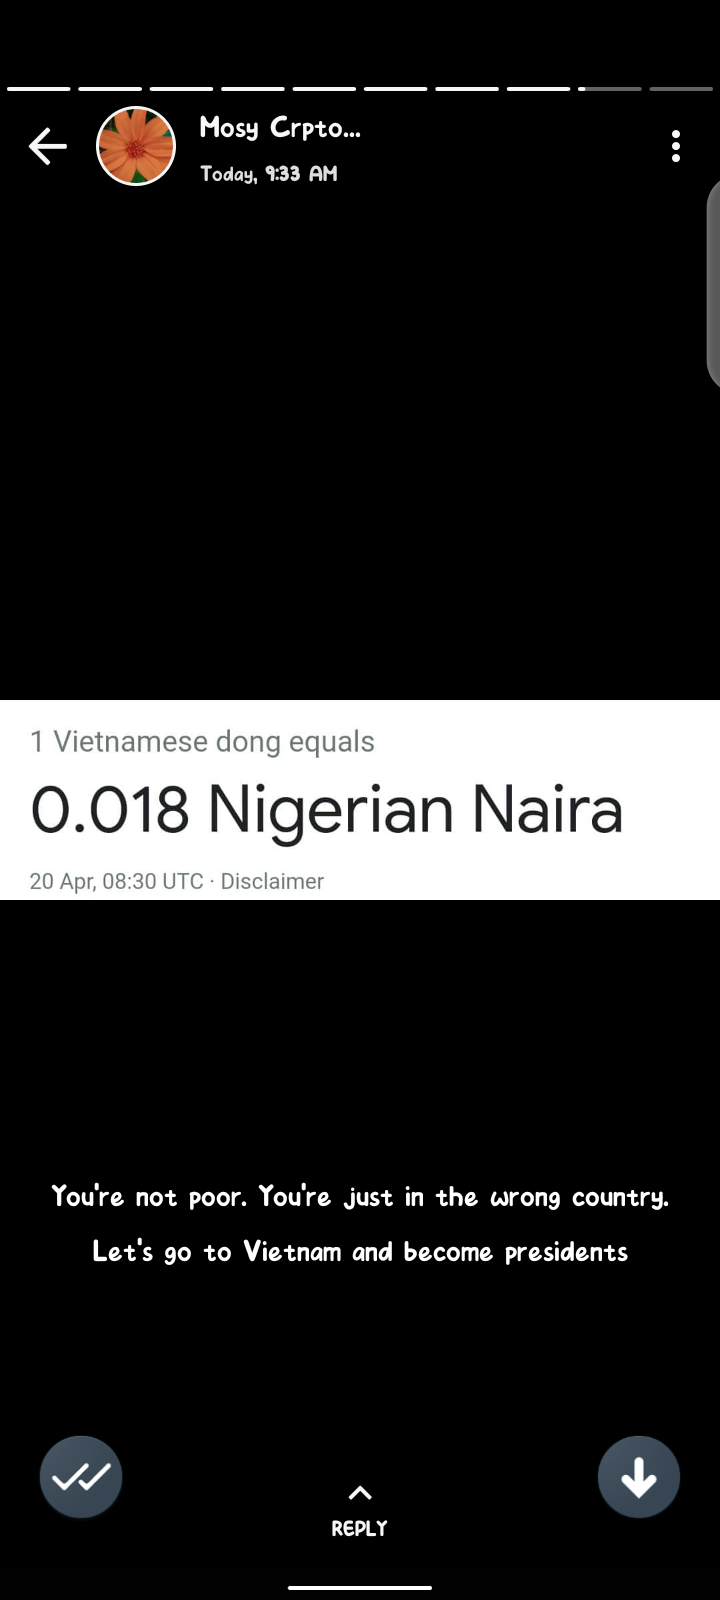 Mosy Crpto...
Today, 9:33 AM
1 Vietnamese dong equals
0.018 Nigerian Naira
20 Apr, 08:30 UTC · Disclaimer
You're not poor. You're just in the wrong country.
Let's go to Vietnam and become presidents
REPLY